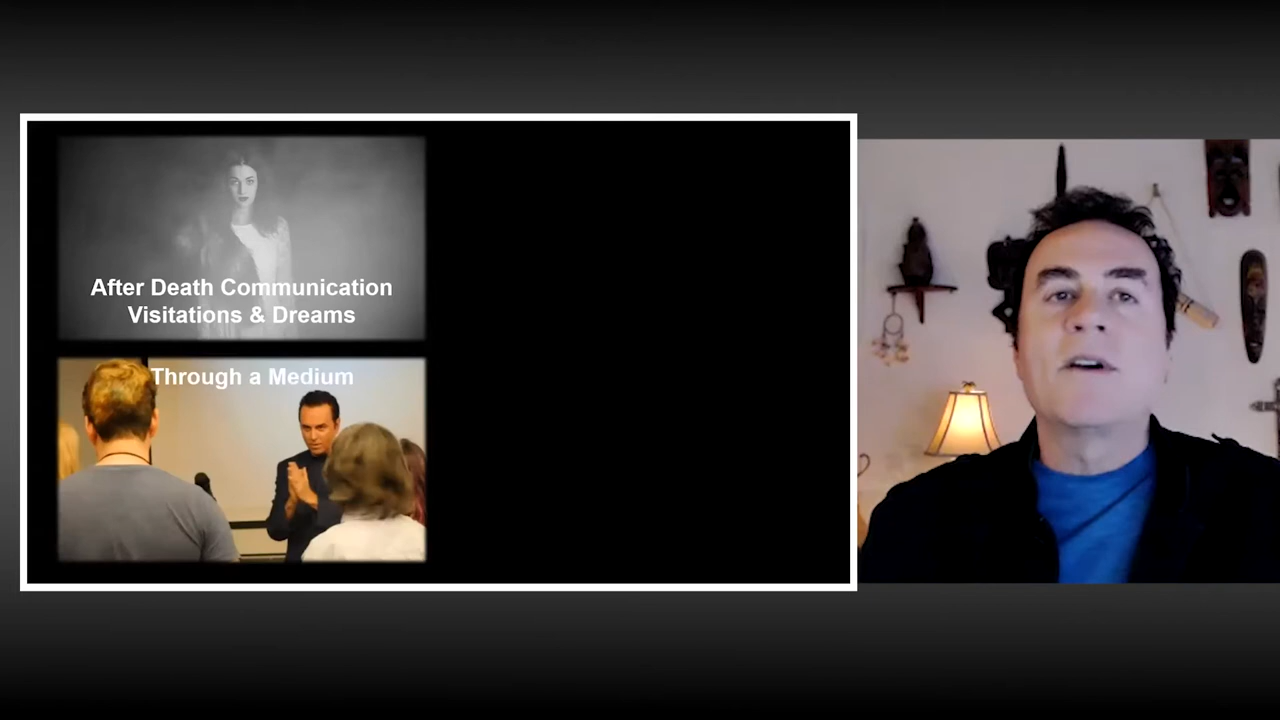 After Death Communication
Visitations & Dreams
Through a Medium